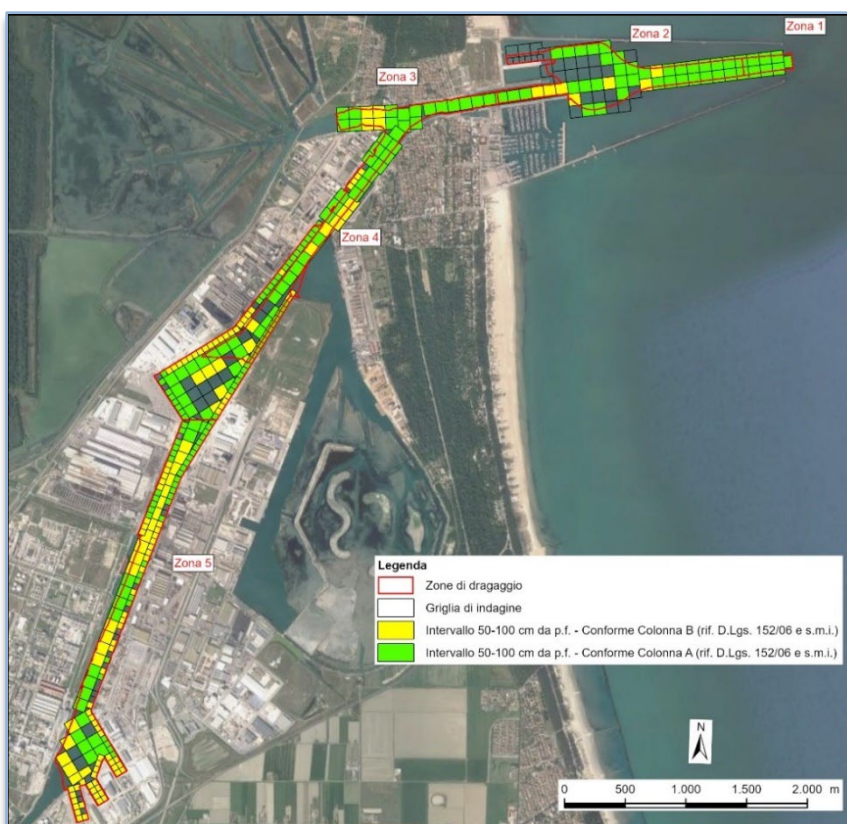 Zona 1
Zona 2
Zona 3
Zona 4
Zona 5
Legenda
Zone di dragaggio
Griglia di indagine
Intervallo 50-100 cm da p.f. - Conforme Colonna B (rif. D.Lgs. 152/06 e s.m.i.)
Intervallo 50-100 cm da p.f. - Conforme Colonna A (rif. D.Lgs. 152/06 e s.m.i.)
N
0 500 1.000 1.500 2.000 m